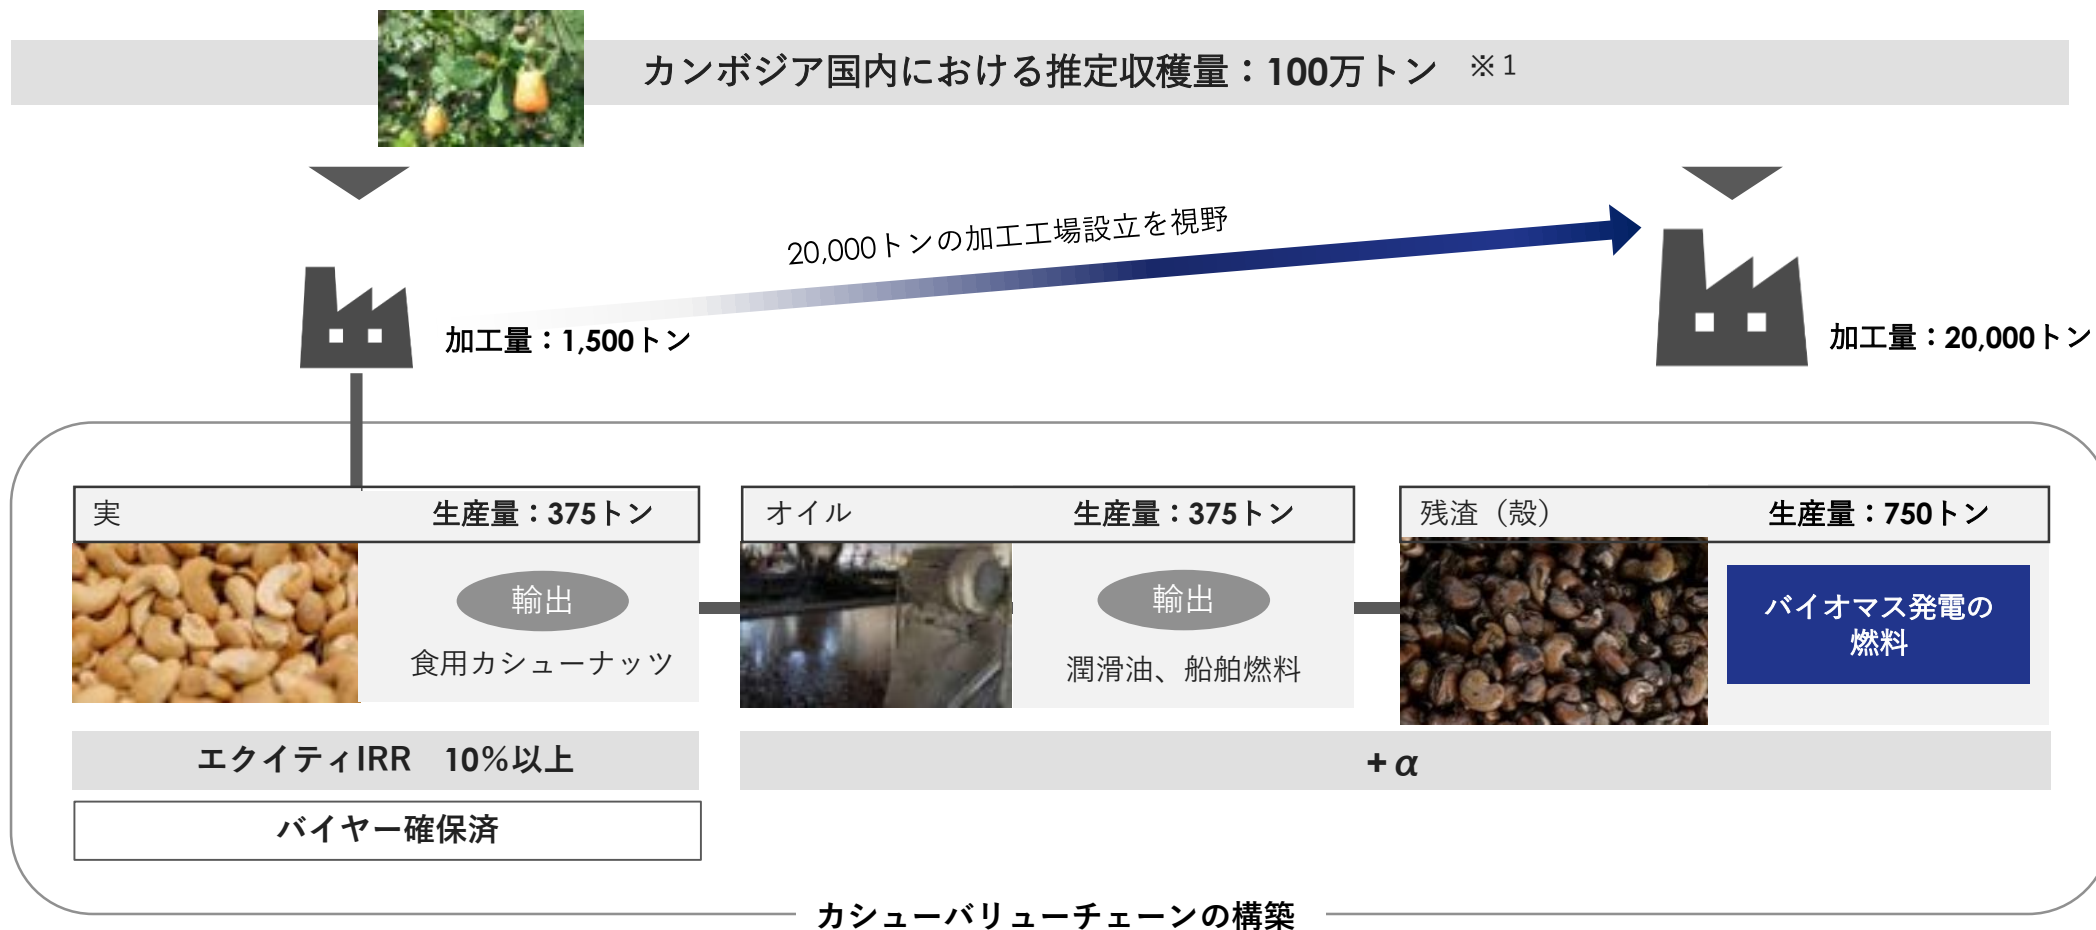 カンボジア国内における推定収穫量：100万トン ※1
20,000トンの加工工場設立を視野
加工量：1,500トン
加工量：20,000トン
実 生産量：375トン
輸出
食用カシューナッツ
オイル 生産量：375トン
輸出
潤滑油、船舶燃料
残渣（殻） 生産量：750トン
バイオマス発電の
燃料
エクイティIRR 10%以上
+α
バイヤー確保済
カシューバリューチェーンの構築